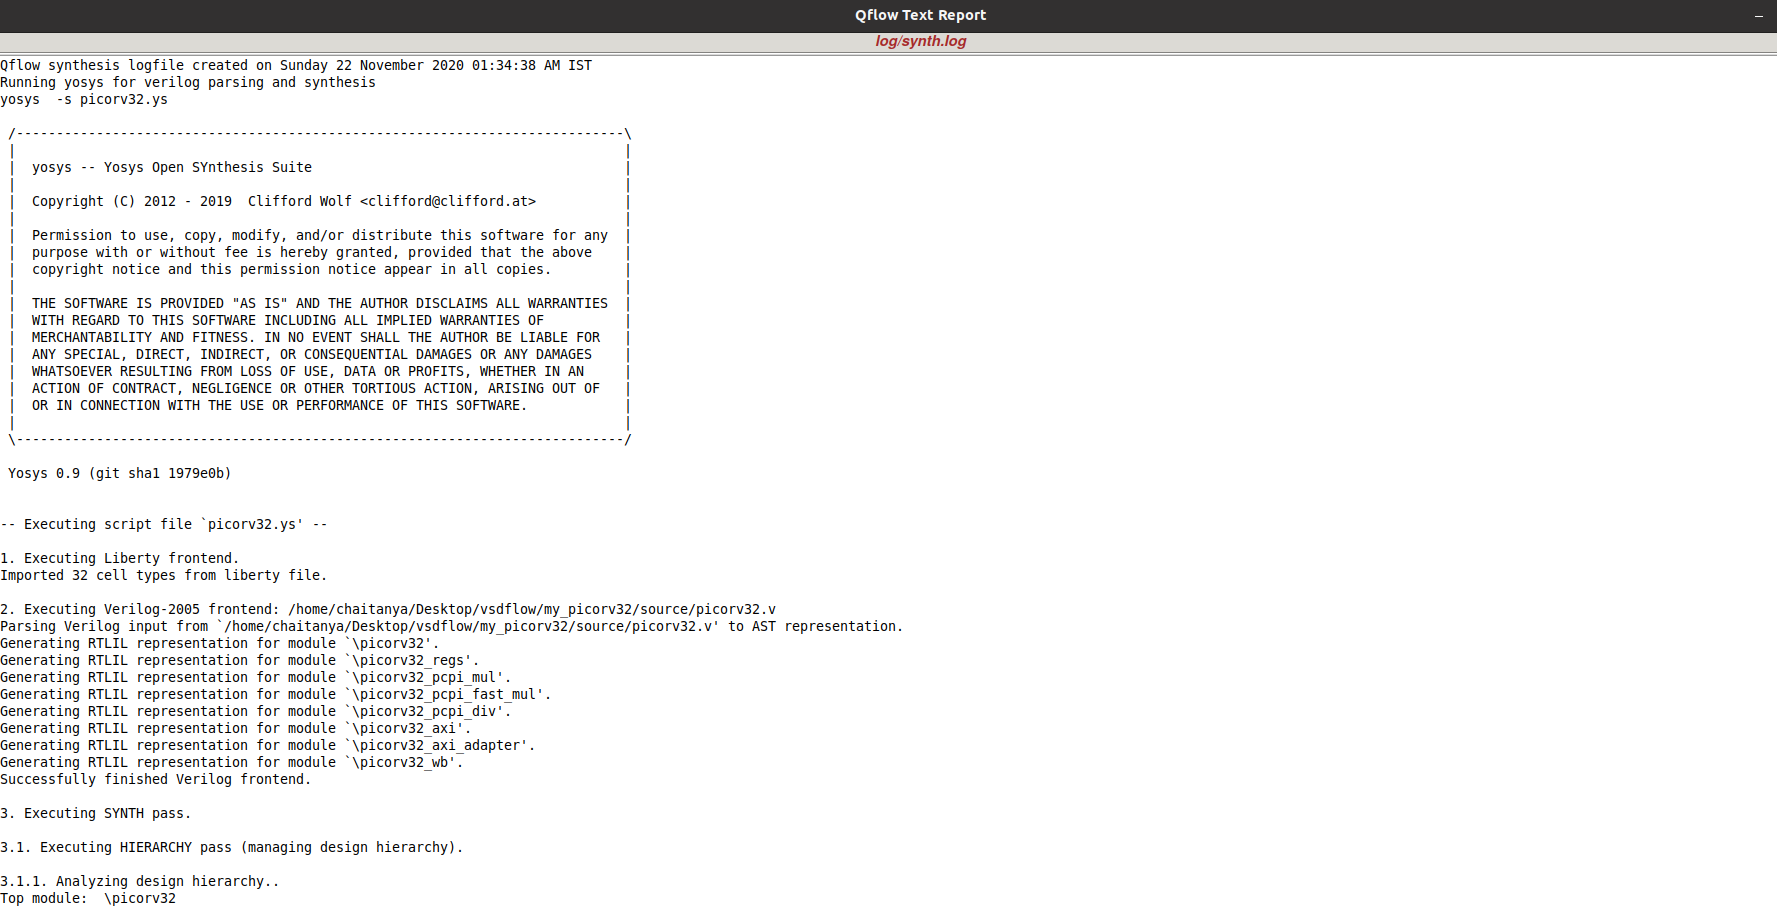 Qflow Text Report
log/synth.log
Qflow synthesis logfile created on Sunday 22 November 2020 01:34:38 AM IST
Running yosys for verilog parsing and synthesis
yosys  -s picorv32.ys
/----------------------------------------------------------------------------\
|                                                                            |
|  yosys -- Yosys Open SYnthesis Suite                                       |
|                                                                            |
|  Copyright (C) 2012 - 2019  Clifford Wolf <clifford@clifford.at>           |
|                                                                            |
|  Permission to use, copy, modify, and/or distribute this software for any  |
|  purpose with or without fee is hereby granted, provided that the above    |
|  copyright notice and this permission notice appear in all copies.         |
|                                                                            |
|  THE SOFTWARE IS PROVIDED "AS IS" AND THE AUTHOR DISCLAIMS ALL WARRANTIES  |
|  WITH REGARD TO THIS SOFTWARE INCLUDING ALL IMPLIED WARRANTIES OF          |
|  MERCHANTABILITY AND FITNESS. IN NO EVENT SHALL THE AUTHOR BE LIABLE FOR   |
|  ANY SPECIAL, DIRECT, INDIRECT, OR CONSEQUENTIAL DAMAGES OR ANY DAMAGES    |
|  WHATSOEVER RESULTING FROM LOSS OF USE, DATA OR PROFITS, WHETHER IN AN     |
|  ACTION OF CONTRACT, NEGLIGENCE OR OTHER TORTIOUS ACTION, ARISING OUT OF   |
|  OR IN CONNECTION WITH THE USE OR PERFORMANCE OF THIS SOFTWARE.            |
|                                                                            |
\----------------------------------------------------------------------------/
Yosys 0.9 (git sha1 1979e0b)
-- Executing script file `picorv32.ys' --
1. Executing Liberty frontend.
Imported 32 cell types from liberty file.
2. Executing Verilog-2005 frontend: /home/chaitanya/Desktop/vsdflow/my_picorv32/source/picorv32.v
Parsing Verilog input from `/home/chaitanya/Desktop/vsdflow/my_picorv32/source/picorv32.v' to AST representation.
Generating RTLIL representation for module `\picorv32'.
Generating RTLIL representation for module `\picorv32_regs'.
Generating RTLIL representation for module `\picorv32_pcpi_mul'.
Generating RTLIL representation for module `\picorv32_pcpi_fast_mul'.
Generating RTLIL representation for module `\picorv32_pcpi_div'.
Generating RTLIL representation for module `\picorv32_axi'.
Generating RTLIL representation for module `\picorv32_axi_adapter'.
Generating RTLIL representation for module `\picorv32_wb'.
Successfully finished Verilog frontend.
3. Executing SYNTH pass.
3.1. Executing HIERARCHY pass (managing design hierarchy).
3.1.1. Analyzing design hierarchy..
Top module:  \picorv32